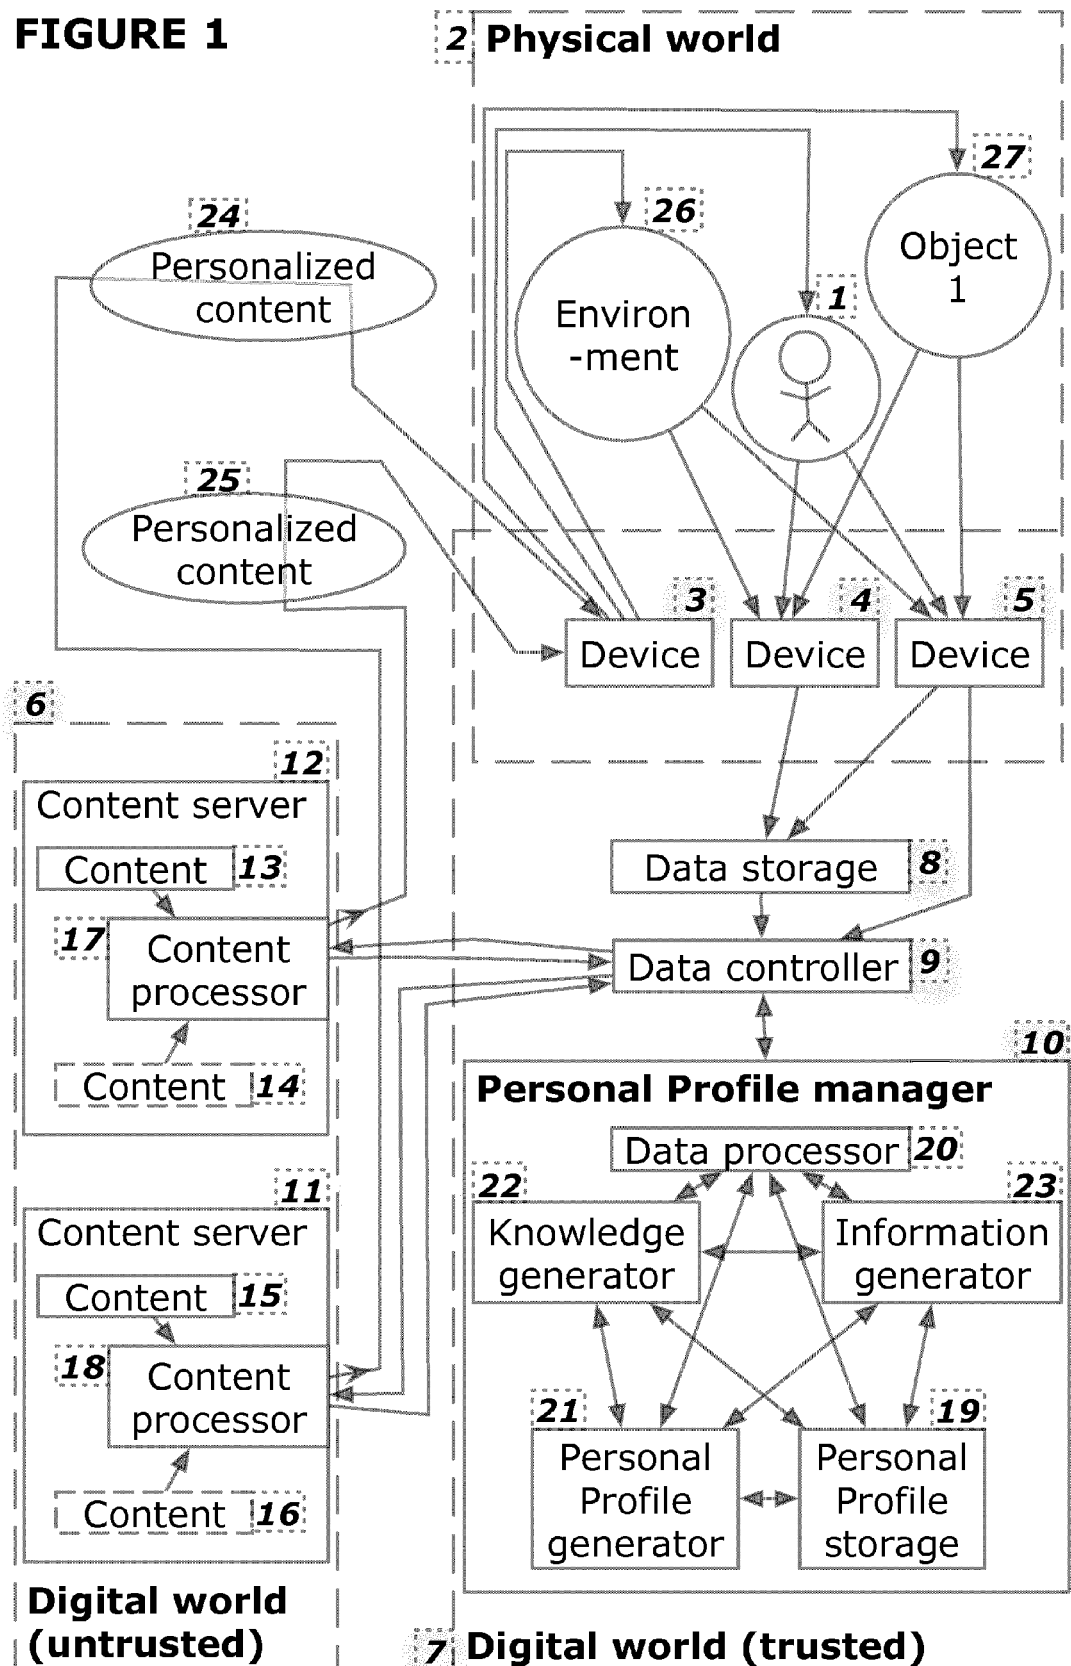 FIGURE 1
2 Physical world
27
24
26
Personalized
content
Object
1
1
Environ
-ment
25
Personalized
content
3
4
5
Device
Device
Device
6
12
Content server
Content 13
17
Content
processor
Content 14
Data storage 8
Data controller 9
10
Personal Profile manager
Data processor 20
22
23
Knowledge
generator
Information
generator
11
Content server
Content 15
18
Content
processor
Content 16
21
19
Personal
Profile
generator
Personal
Profile
storage
Digital world
(untrusted)
7 Digital world (trusted)